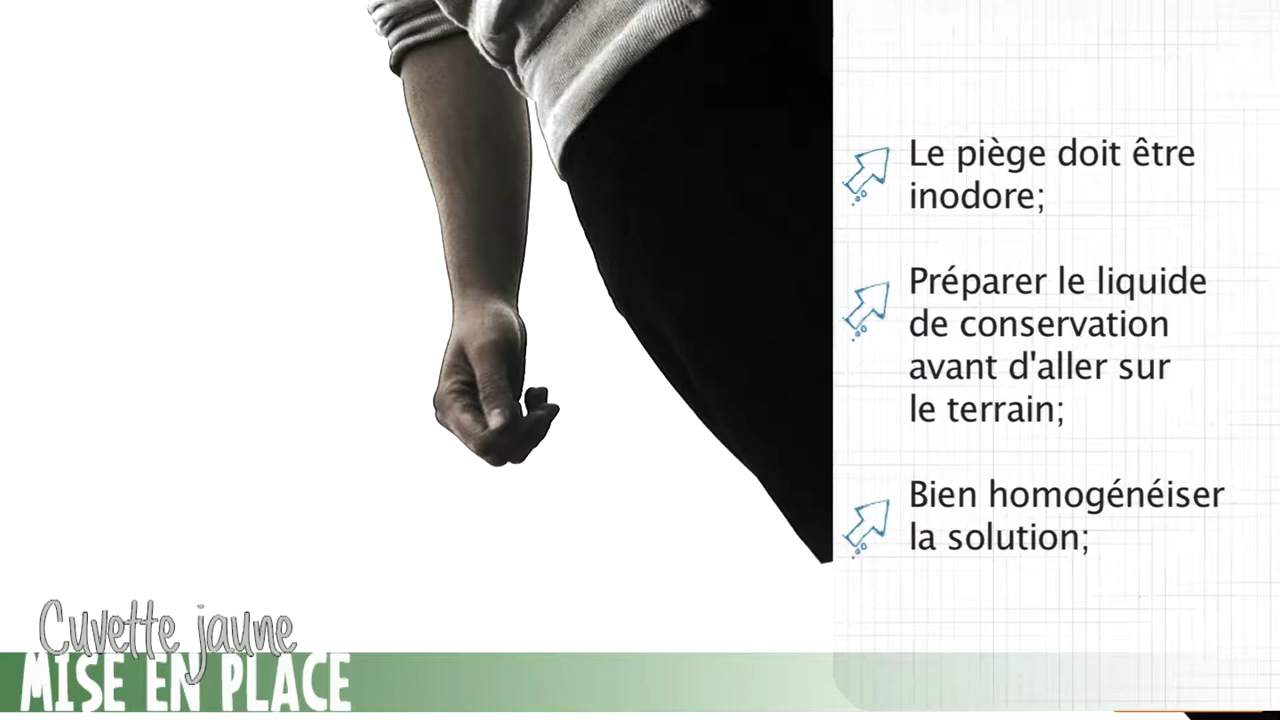 Le piège doit être
inodore;
Préparer le liquide
de conservation
avant d'aller sur
le terrain;
Bien homogénéiser
la solution;
Cuvette jaune
MISE EN PLACE